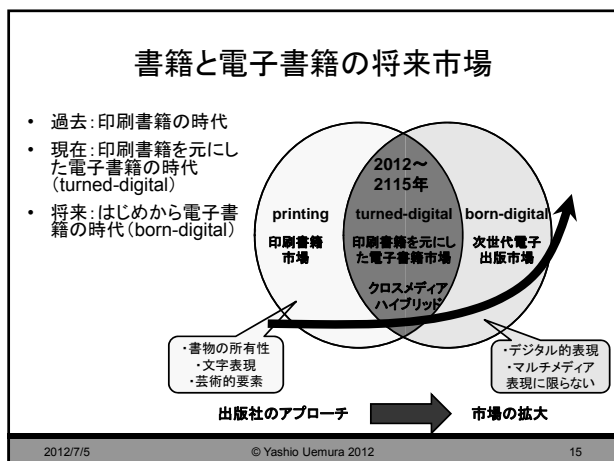 書籍と電子書籍の将来市場
• 過去：印刷書籍の時代
• 現在：印刷書籍を元にし
た電子書籍の時代
（turned-digital）
• 将来：はじめから電子書
籍の時代（born-digital）
2012～
2115年
printing
印刷書籍
市場
turned-digital
印刷書籍を元にし
た電子書籍市場
クロスメディア
ハイブリッド
born-digital
次世代電子
出版市場
・書物の所有性
・文字表現
・芸術的要素
・デジタル的表現
・マルチメディア
表現に限らない
出版社のアプローチ
市場の拡大
2012/7/5
© Yashio Uemura 2012
15